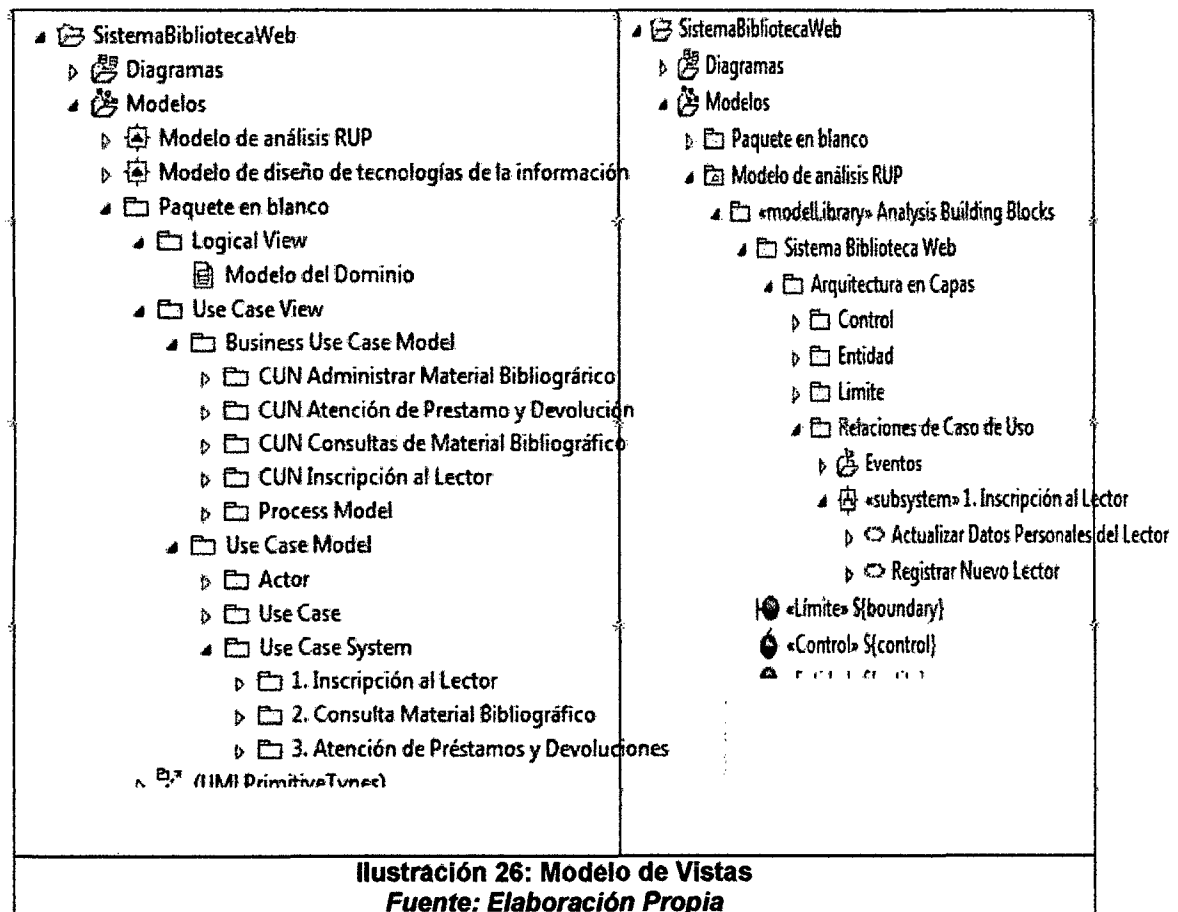 SistemaBibliotecaWeb
Diagramas
Modelos
Modelo de análisis RUP
Modelo de diseño de tecnologías de la información
Paquete en blanco
Logical View
Modelo del Dominio
Use Case View
Business Use Case Model
CUN Administrar Material Bibliográrico
CUN Atención de Prestamo y Devolución
CUN Consultas de Material Bibliográfico
CUN Inscripción al Lector
Process Model
Use Case Model
Actor
Use Case
Use Case System
1. Inscripción al Lector
2. Consulta Material Bibliográfico
3. Atención de Préstamos y Devoluciones
(UML PrimitiveTypes)
SistemaBibliotecaWeb
Diagramas
Modelos
Paquete en blanco
Modelo de análisis RUP
«modelLibrary» Analysis Building Blocks
Sistema Biblioteca Web
Arquitectura en Capas
Control
Entidad
Limite
Relaciones de Caso de Uso
Eventos
«subsystem» 1. Inscripción al Lector
Actualizar Datos Personales del Lector
Registrar Nuevo Lector
«Límite» ${boundary}
«Control» ${control}
Ilustración 26: Modelo de Vistas
Fuente: Elaboración Propia